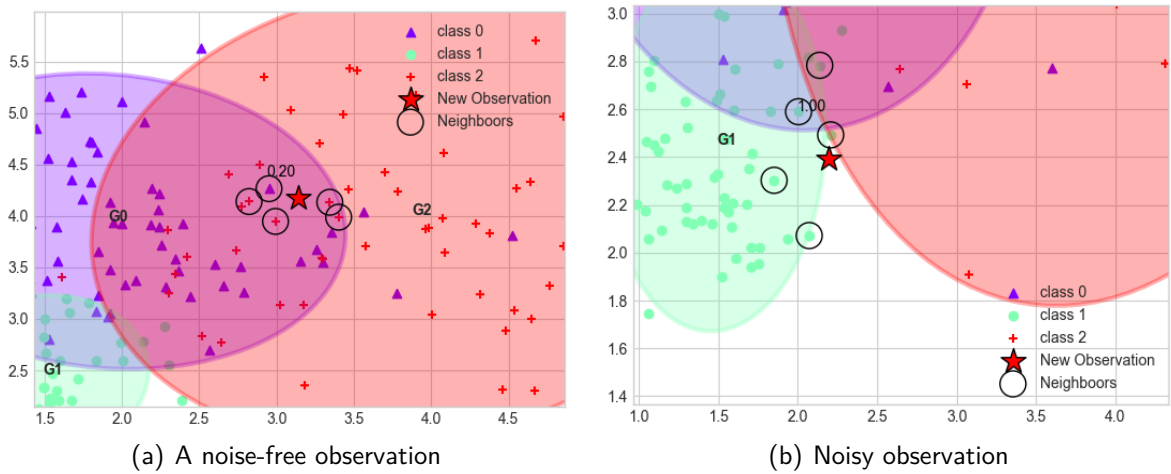 5.5
5.0
4.5
4.0
3.5
3.0
2.5
1.5
2.0
2.5
3.0
3.5
4.0
4.5
class 0
class 1
class 2
New Observation
Neighboors
0.20
G0
G2
G1
(a) A noise-free observation
3.0
2.8
2.6
2.4
2.2
2.0
1.8
1.6
1.4
1.0
1.5
2.0
2.5
3.0
3.5
4.0
1.00
G1
class 0
class 1
class 2
New Observation
Neighboors
(b) Noisy observation